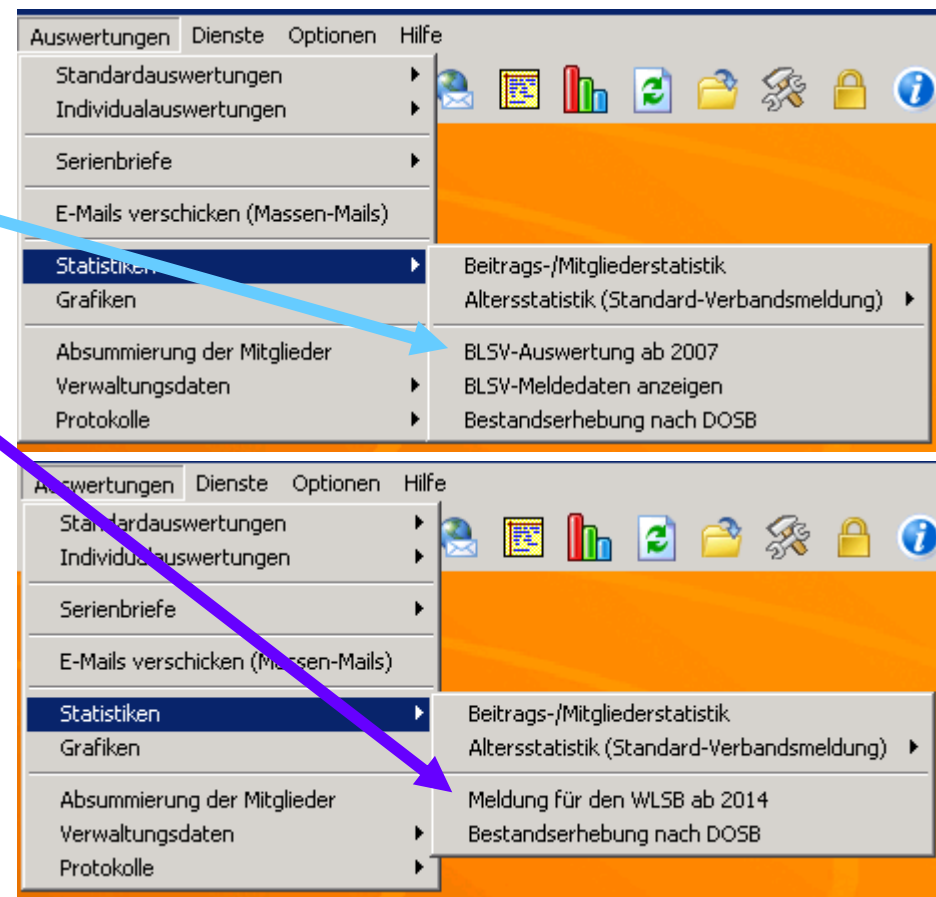 Auswertungen Dienste Optionen Hilfe
Standardauswertungen
Individualauswertungen
Serienbriefe
E-Mails verschicken (Massen-Mails)
Statistiken
Grafiken
Absummierung der Mitglieder
Verwaltungsdaten
Protokolle
Beitrags-/Mitgliederstatistik
Altersstatistik (Standard-Verbandsmeldung)
BLSV-Auswertung ab 2007
BLSV-Meldedaten anzeigen
Bestandserhebung nach DOSB
Auswertungen Dienste Optionen Hilfe
Standardauswertungen
Individualauswertungen
Serienbriefe
E-Mails verschicken (Massen-Mails)
Statistiken
Grafiken
Absummierung der Mitglieder
Verwaltungsdaten
Protokolle
Beitrags-/Mitgliederstatistik
Altersstatistik (Standard-Verbandsmeldung)
Meldung für den WLSB ab 2014
Bestandserhebung nach DOSB